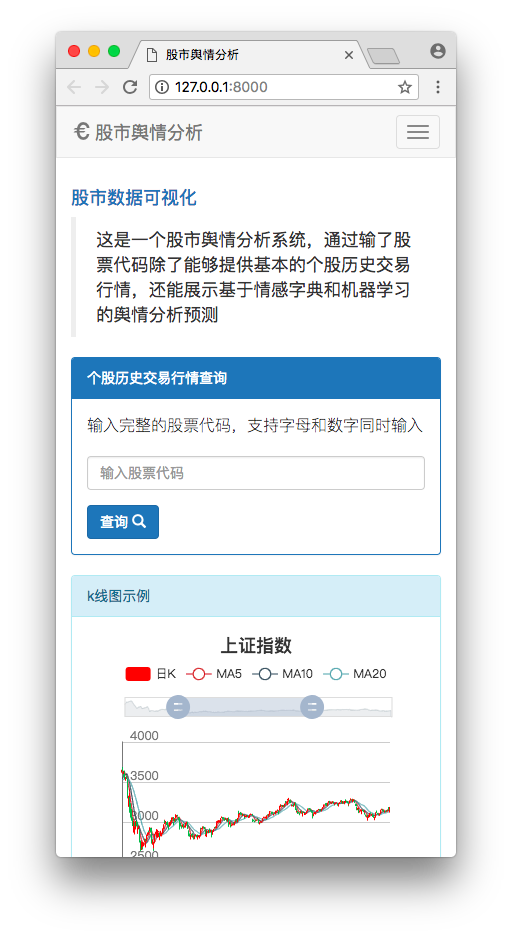 股市舆情分析
127.0.0.1:8000
€ 股市舆情分析
股市数据可视化
这是一个股市舆情分析系统，通过输了股
票代码除了能够提供基本的个股历史交易
行情，还能展示基于情感字典和机器学习
的舆情分析预测
个股历史交易行情查询
输入完整的股票代码，支持字母和数字同时输入
输入股票代码
查询
k线图示例
上证指数
日K MA5 MA10 MA20
4000
3500
3000
2500